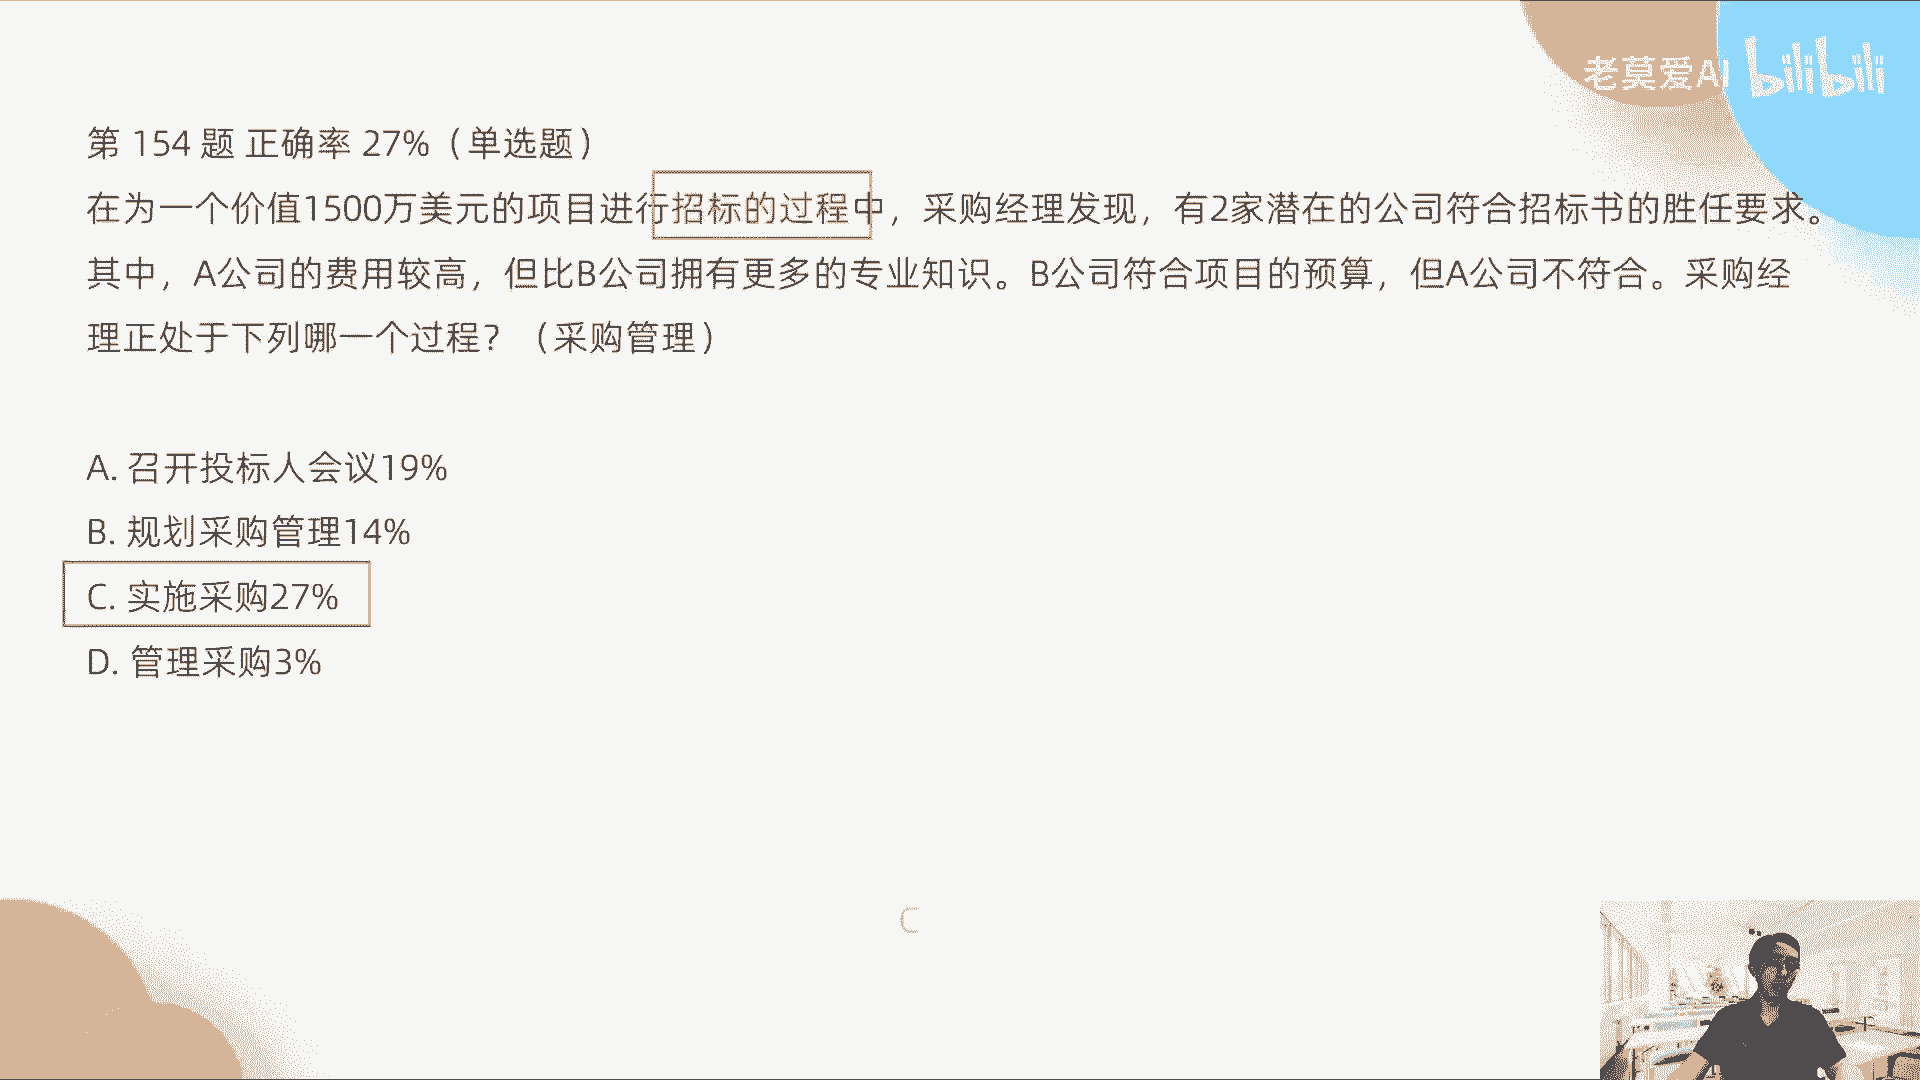 老莫爱AI bilibili
第 154 题 正确率 27%（单选题）
在为一个价值1500万美元的项目进行招标的过程中，采购经理发现，有2家潜在的公司符合招标书的胜任要求。
其中，A公司的费用较高，但比B公司拥有更多的专业知识。B公司符合项目的预算，但A公司不符合。采购经
理正处于下列哪一个过程？（采购管理）
A. 召开投标人会议19%
B. 规划采购管理14%
C. 实施采购27%
D. 管理采购3%
C